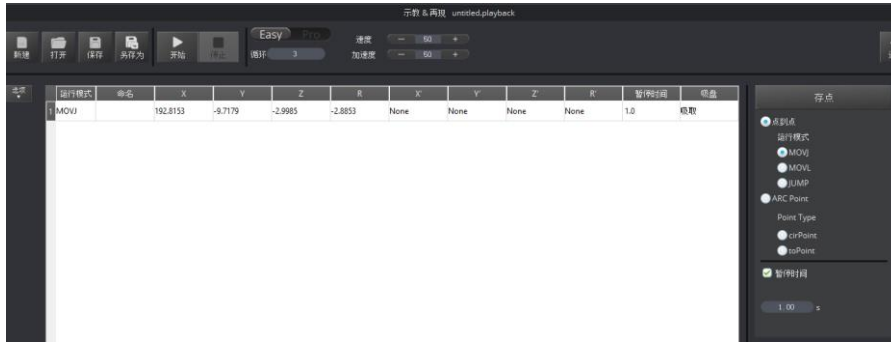 示教 & 再现 untitled.playback
新建 打开 保存 另存为 开始 停止 Easy Pro 速度 － 50 ＋
循环 3 加速度 － 50 ＋
选项 运行模式 命名 X Y Z R X' Y' Z' R' 暂停时间 吸盘 存点
1 MOVJ 192.8153 -9.7179 -2.9985 -2.8853 None None None None 1.0 吸取
点到点
运行模式
MOVJ
MOVL
JUMP
ARC Point
Point Type
cirPoint
toPoint
暂停时间
1.00 s